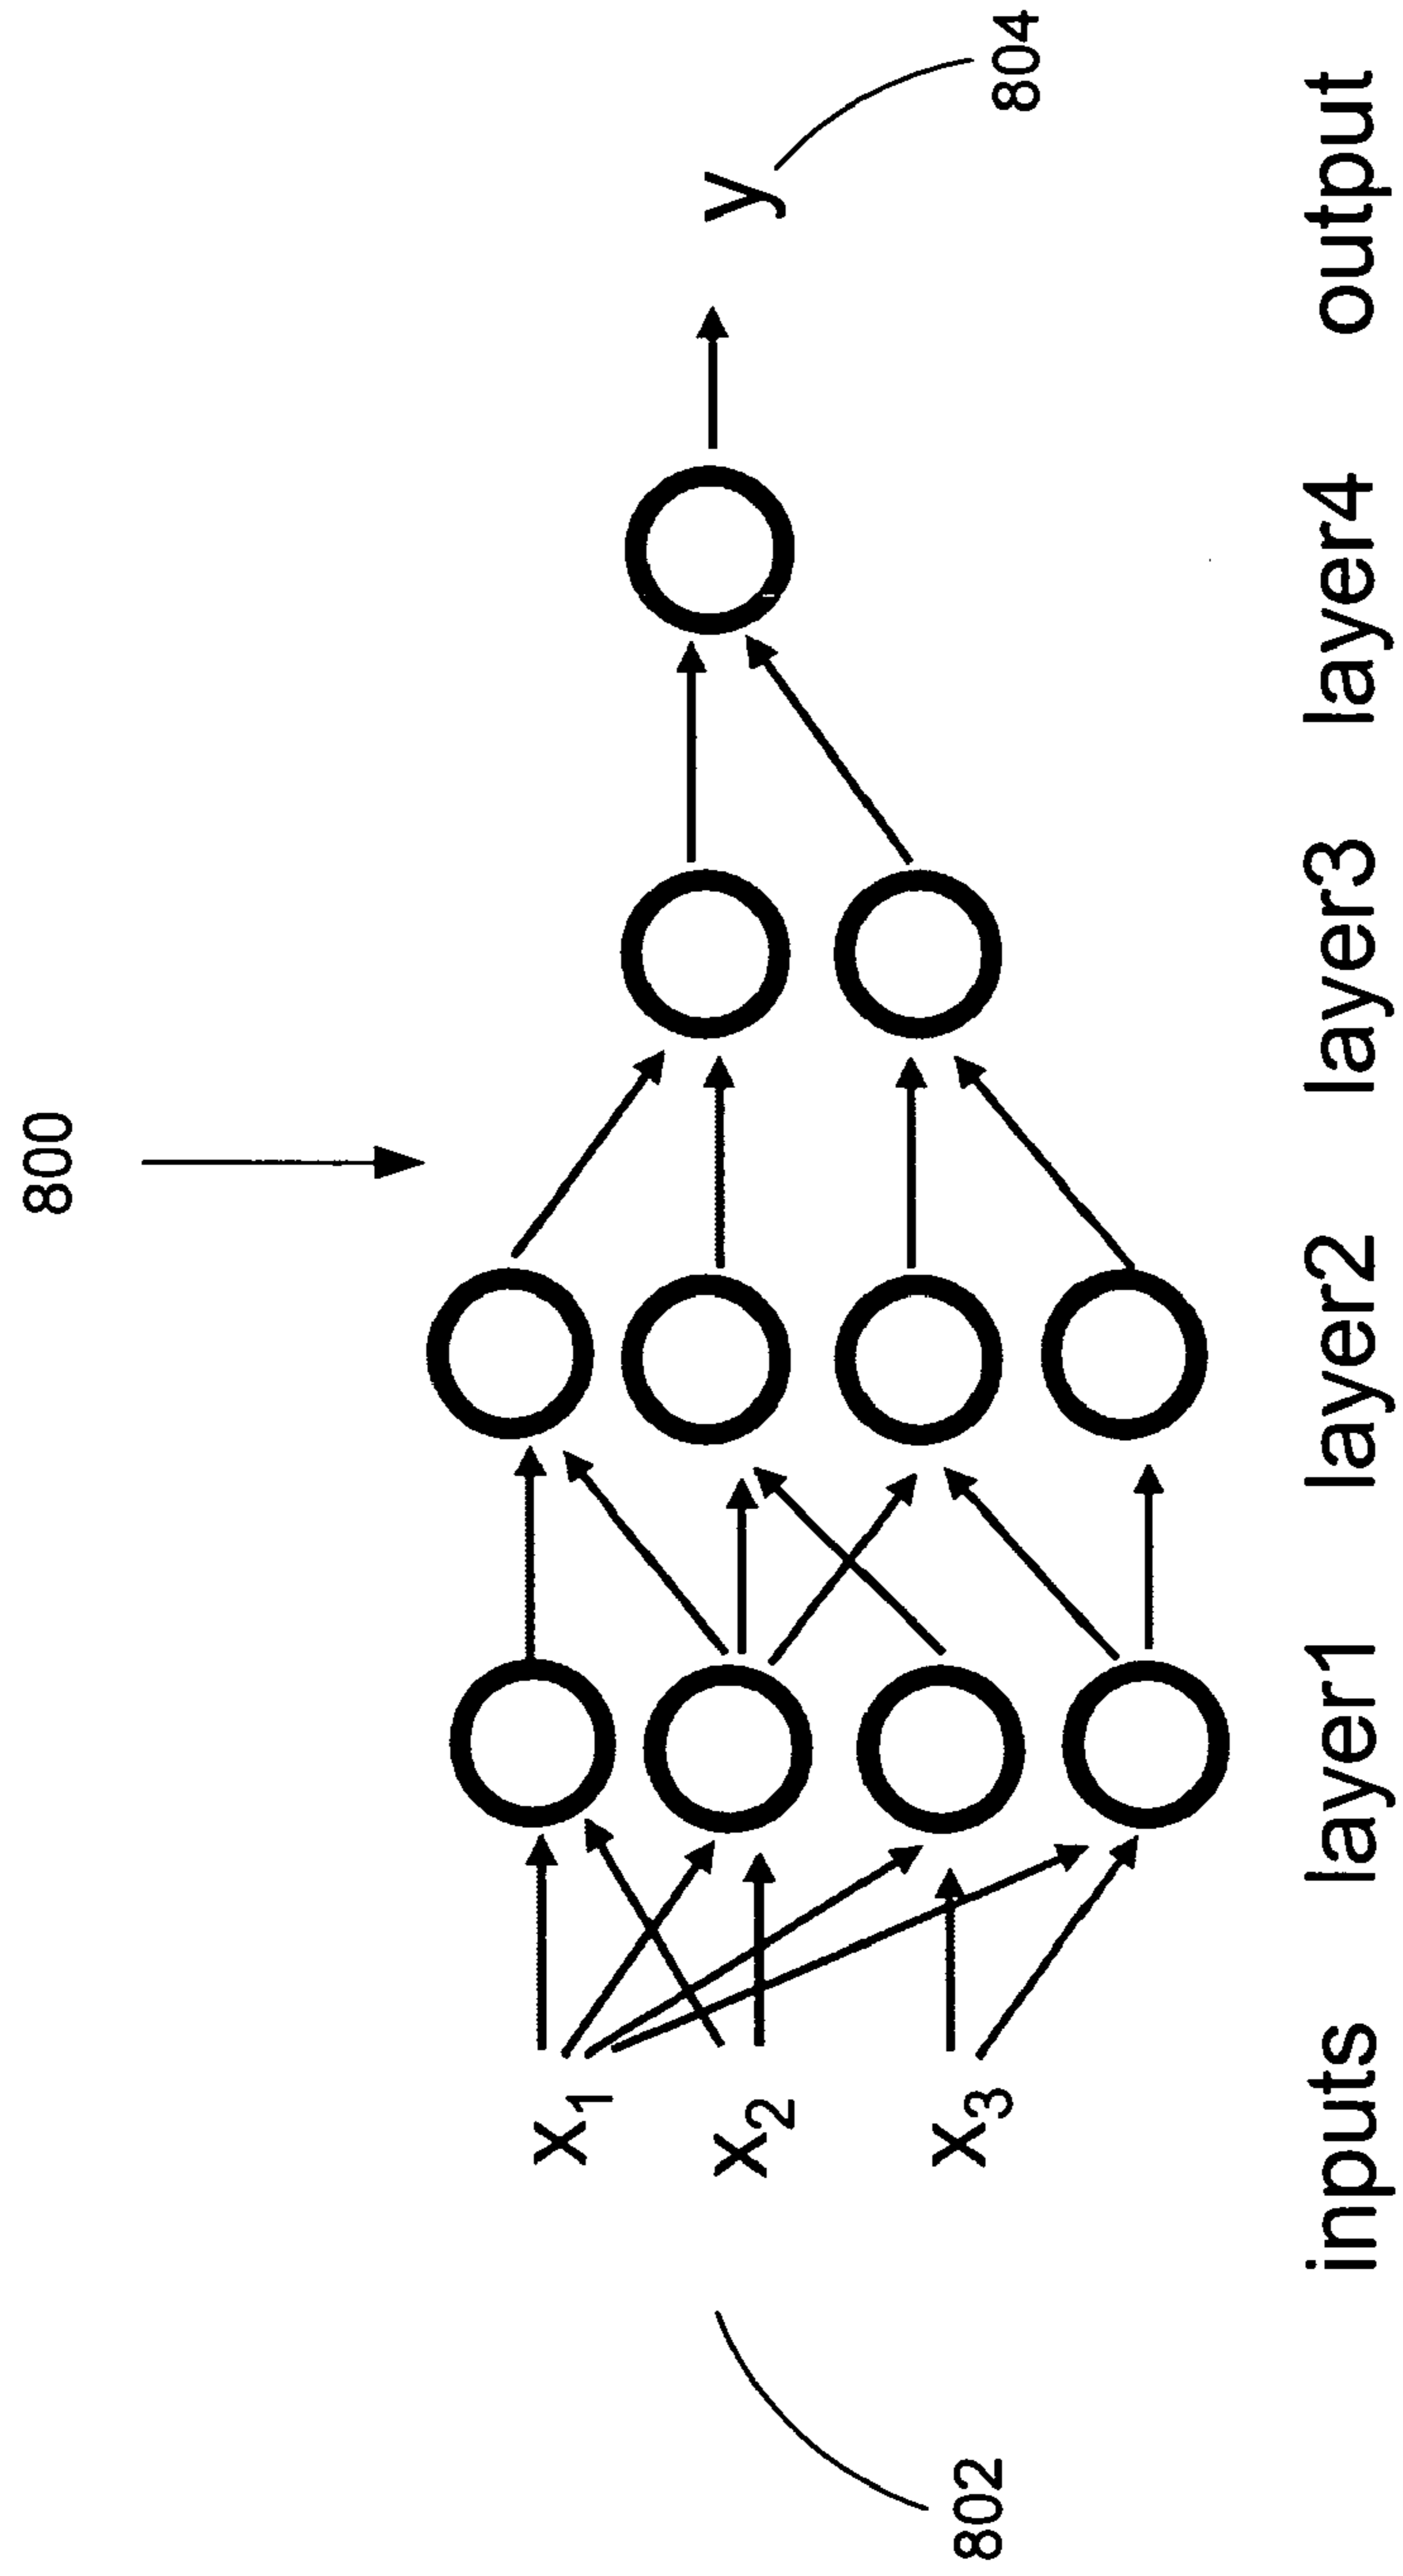 800
x1
x2
x3
y
802
804
inputs layer1 layer2 layer3 layer4 output